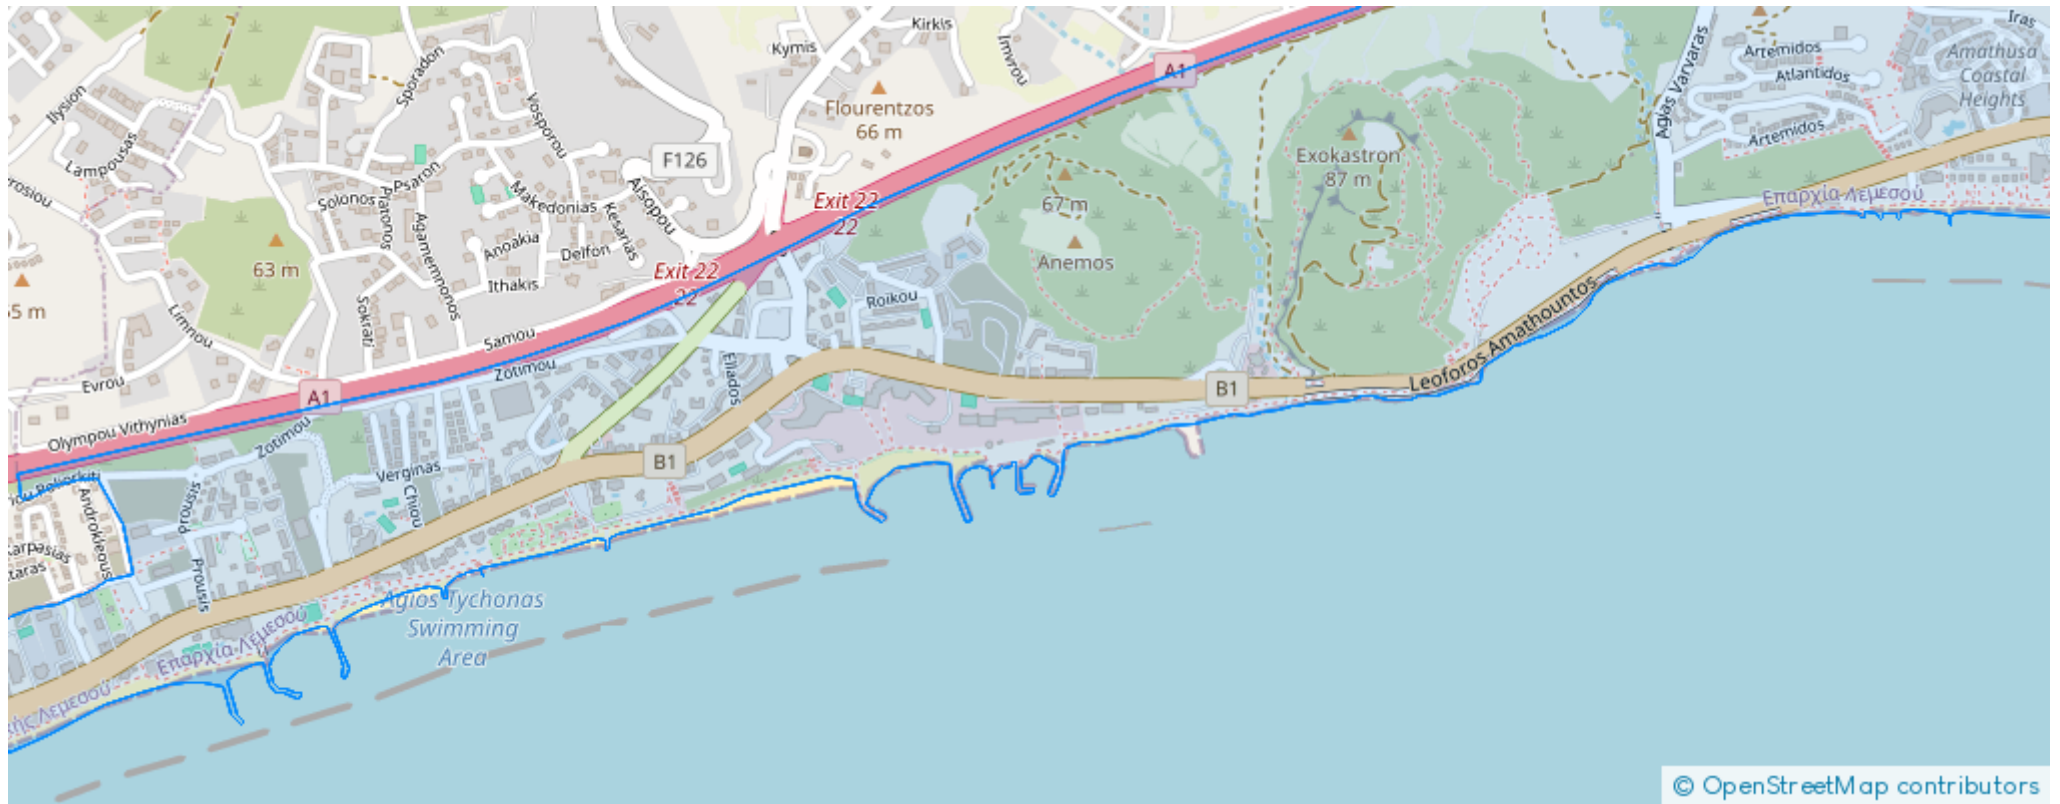 Kirkis
Iras
Kymis
Imvrou
Artemidos
Amathusa
Coastal
Heights
Sporadon
A1
Atlantidos
Ilysion
Flourentzos
66 m
Agias Varvaras
Vosporou
Artemidos
Lampousas
F126
Exokastron
87 m
Psaron
Aisopou
Makedonias
Solonos
Exit 22
22
67 m
Επαρχία Λεμεσού
Kesarias
Agamemnonos
Anoakia
Delfon
63 m
Anemos
Exit 22
22
Ithakis
Roikou
Sokrati
Limnou
Samou
Leoforos Amathountos
Evrou
Zotimou
Ellados
A1
B1
Olympou Vithynias
Zotimou
B1
Verginas
Chiou
Prousis
Androkleous
Prousis
Agios Tychonas
Swimming
Area
Επαρχία Λεμεσού
Λεμεσού
© OpenStreetMap contributors